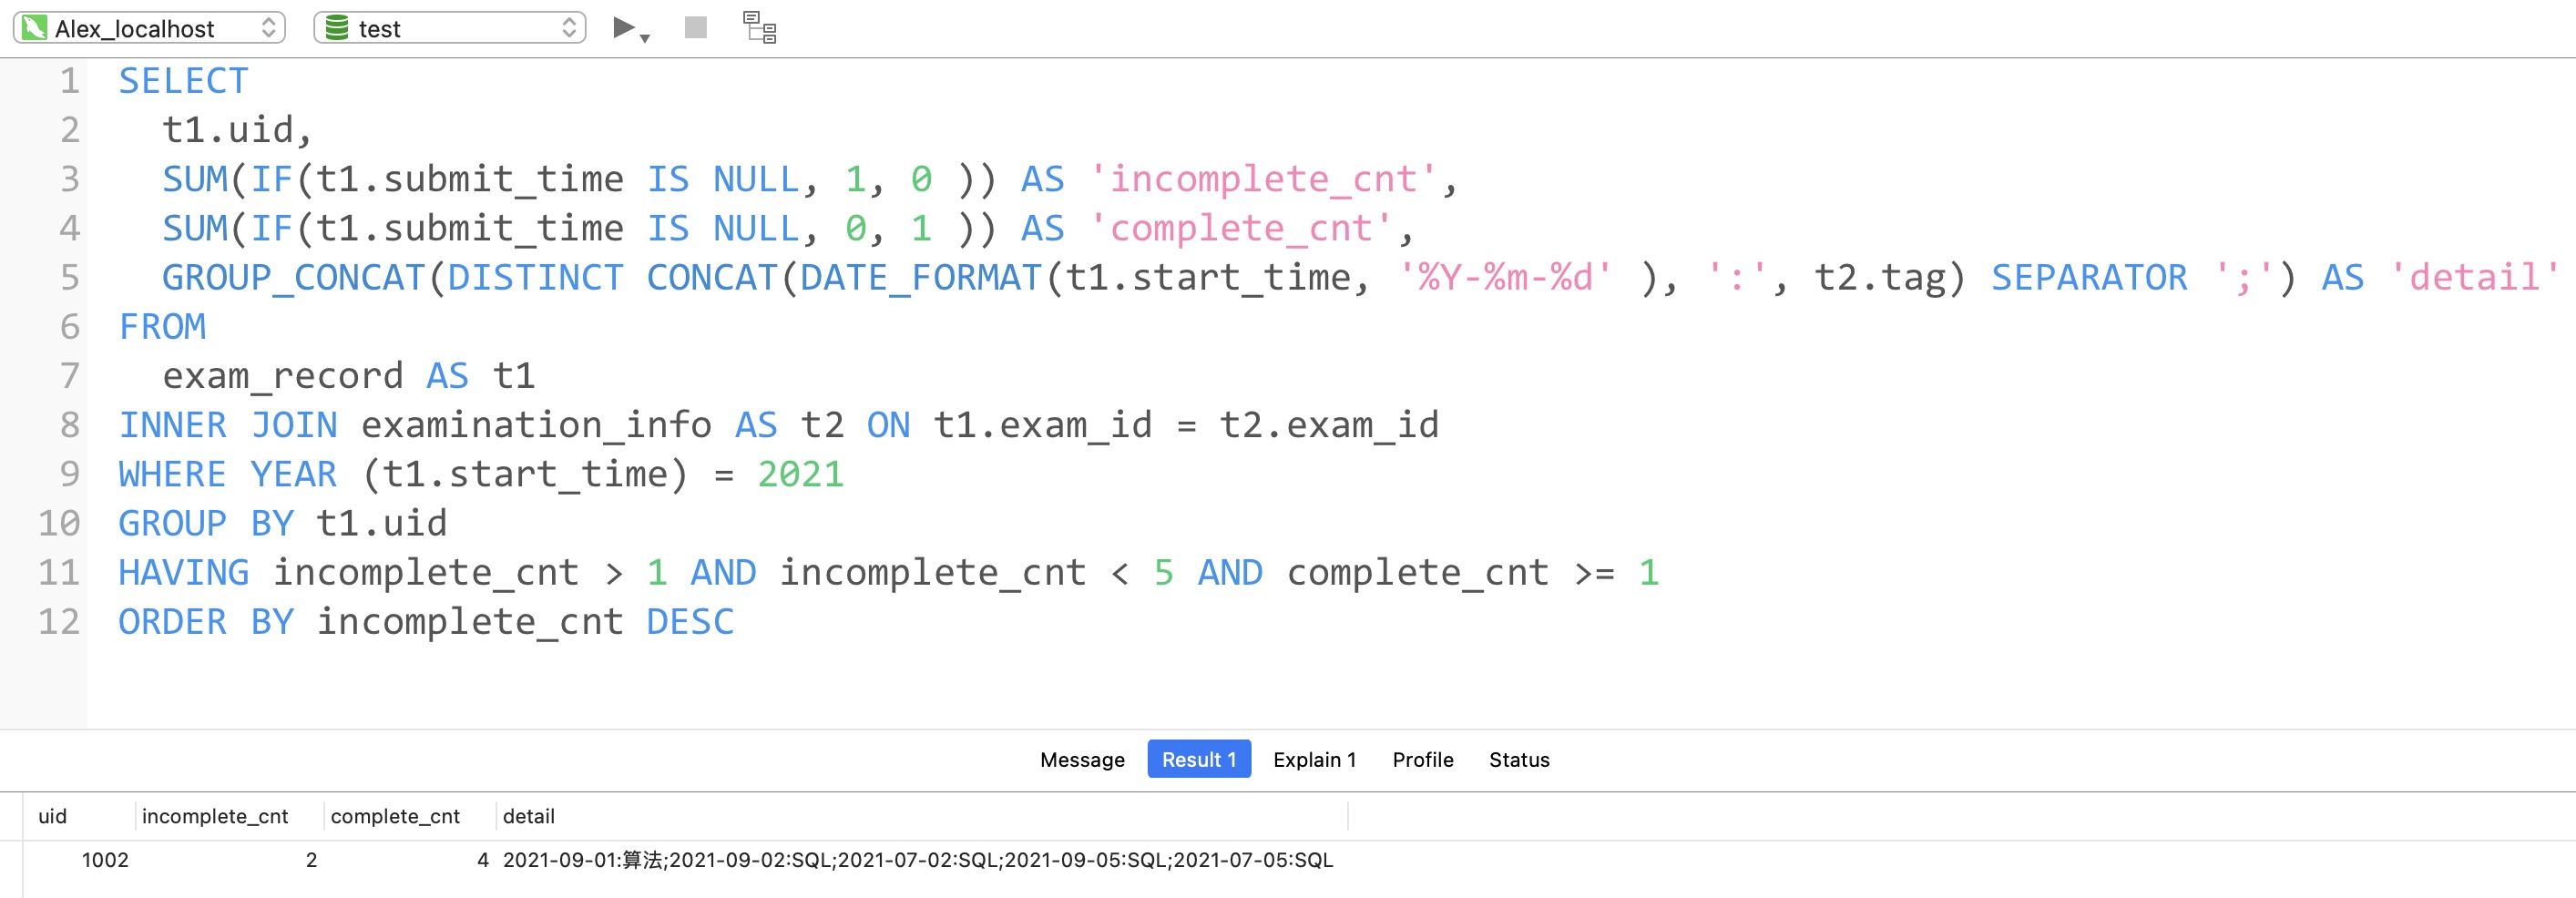 Alex_localhost test
1 SELECT
2 t1.uid,
3 SUM(IF(t1.submit_time IS NULL, 1, 0 )) AS 'incomplete_cnt',
4 SUM(IF(t1.submit_time IS NULL, 0, 1 )) AS 'complete_cnt',
5 GROUP_CONCAT(DISTINCT CONCAT(DATE_FORMAT(t1.start_time, '%Y-%m-%d' ), ':', t2.tag) SEPARATOR ';') AS 'detail'
6 FROM
7 exam_record AS t1
8 INNER JOIN examination_info AS t2 ON t1.exam_id = t2.exam_id
9 WHERE YEAR (t1.start_time) = 2021
10 GROUP BY t1.uid
11 HAVING incomplete_cnt > 1 AND incomplete_cnt < 5 AND complete_cnt >= 1
12 ORDER BY incomplete_cnt DESC
Message Result 1 Explain 1 Profile Status
uid incomplete_cnt complete_cnt detail
1002 2 4 2021-09-01:算法;2021-09-02:SQL;2021-07-02:SQL;2021-09-05:SQL;2021-07-05:SQL